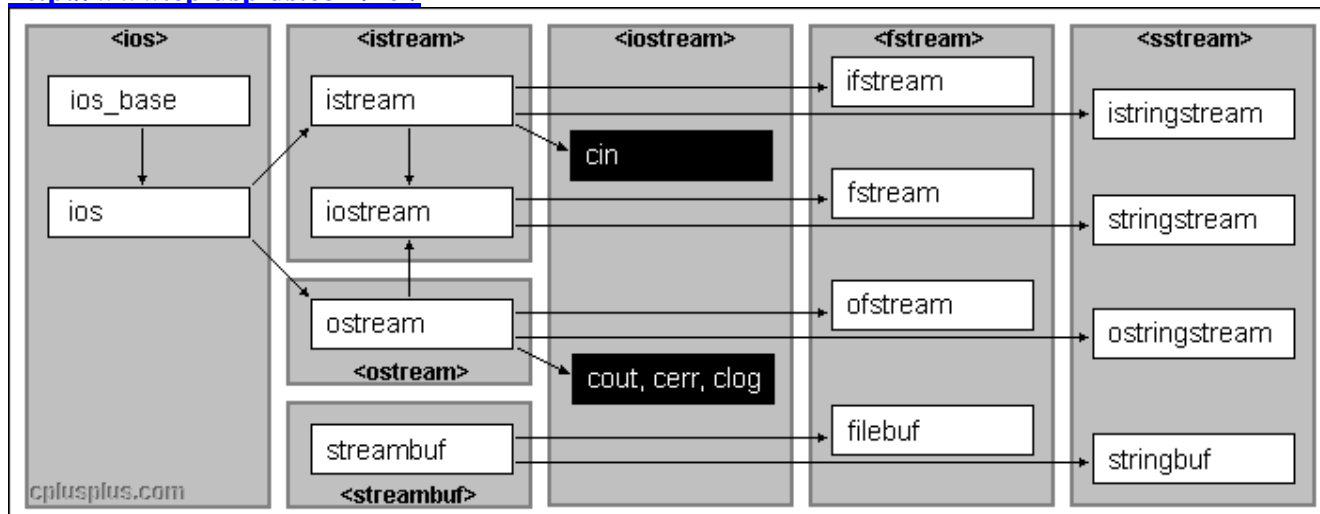 <ios>
ios_base
ios
cplusplus.com
<istream>
istream
iostream
ostream
<ostream>
streambuf
<streambuf>
<iostream>
cin
cout, cerr, clog
<fstream>
ifstream
fstream
ofstream
filebuf
<sstream>
istringstream
stringstream
ostringstream
stringbuf